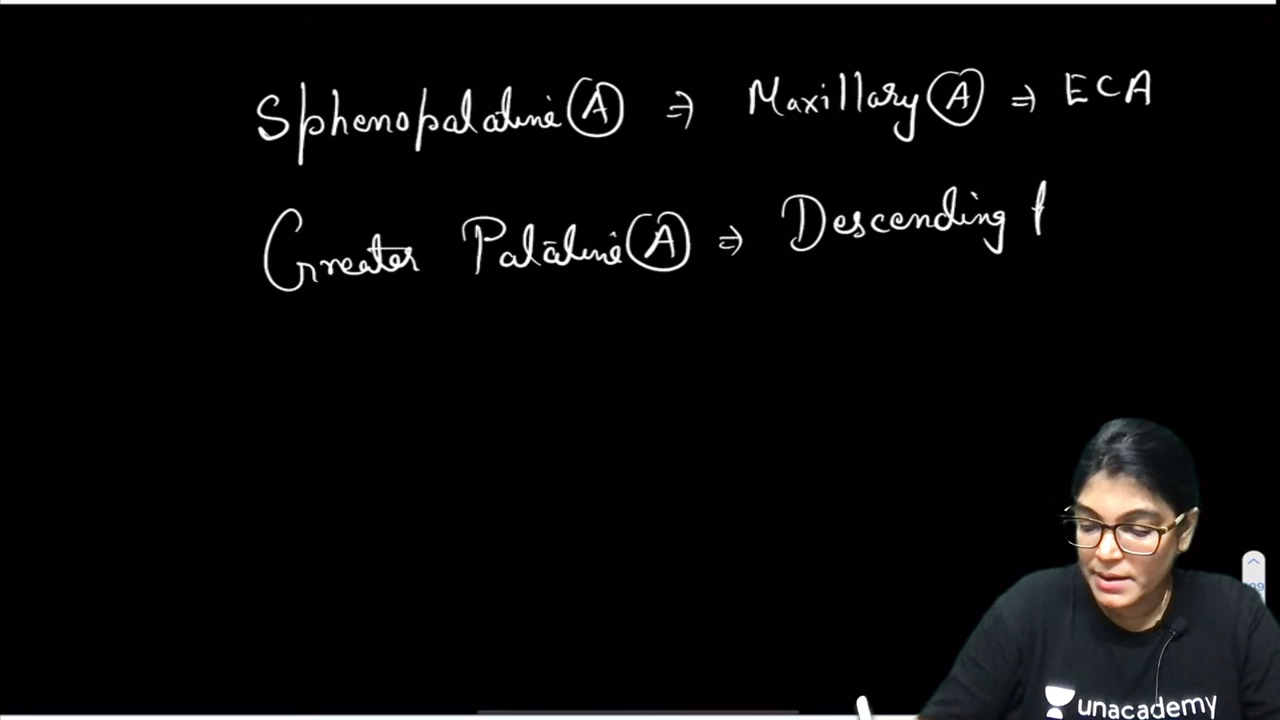 Sphenopalatine Ⓐ ⇒ Maxillary Ⓐ ⇒ ECA
Greater Palatine Ⓐ ⇒ Descending P
unacademy